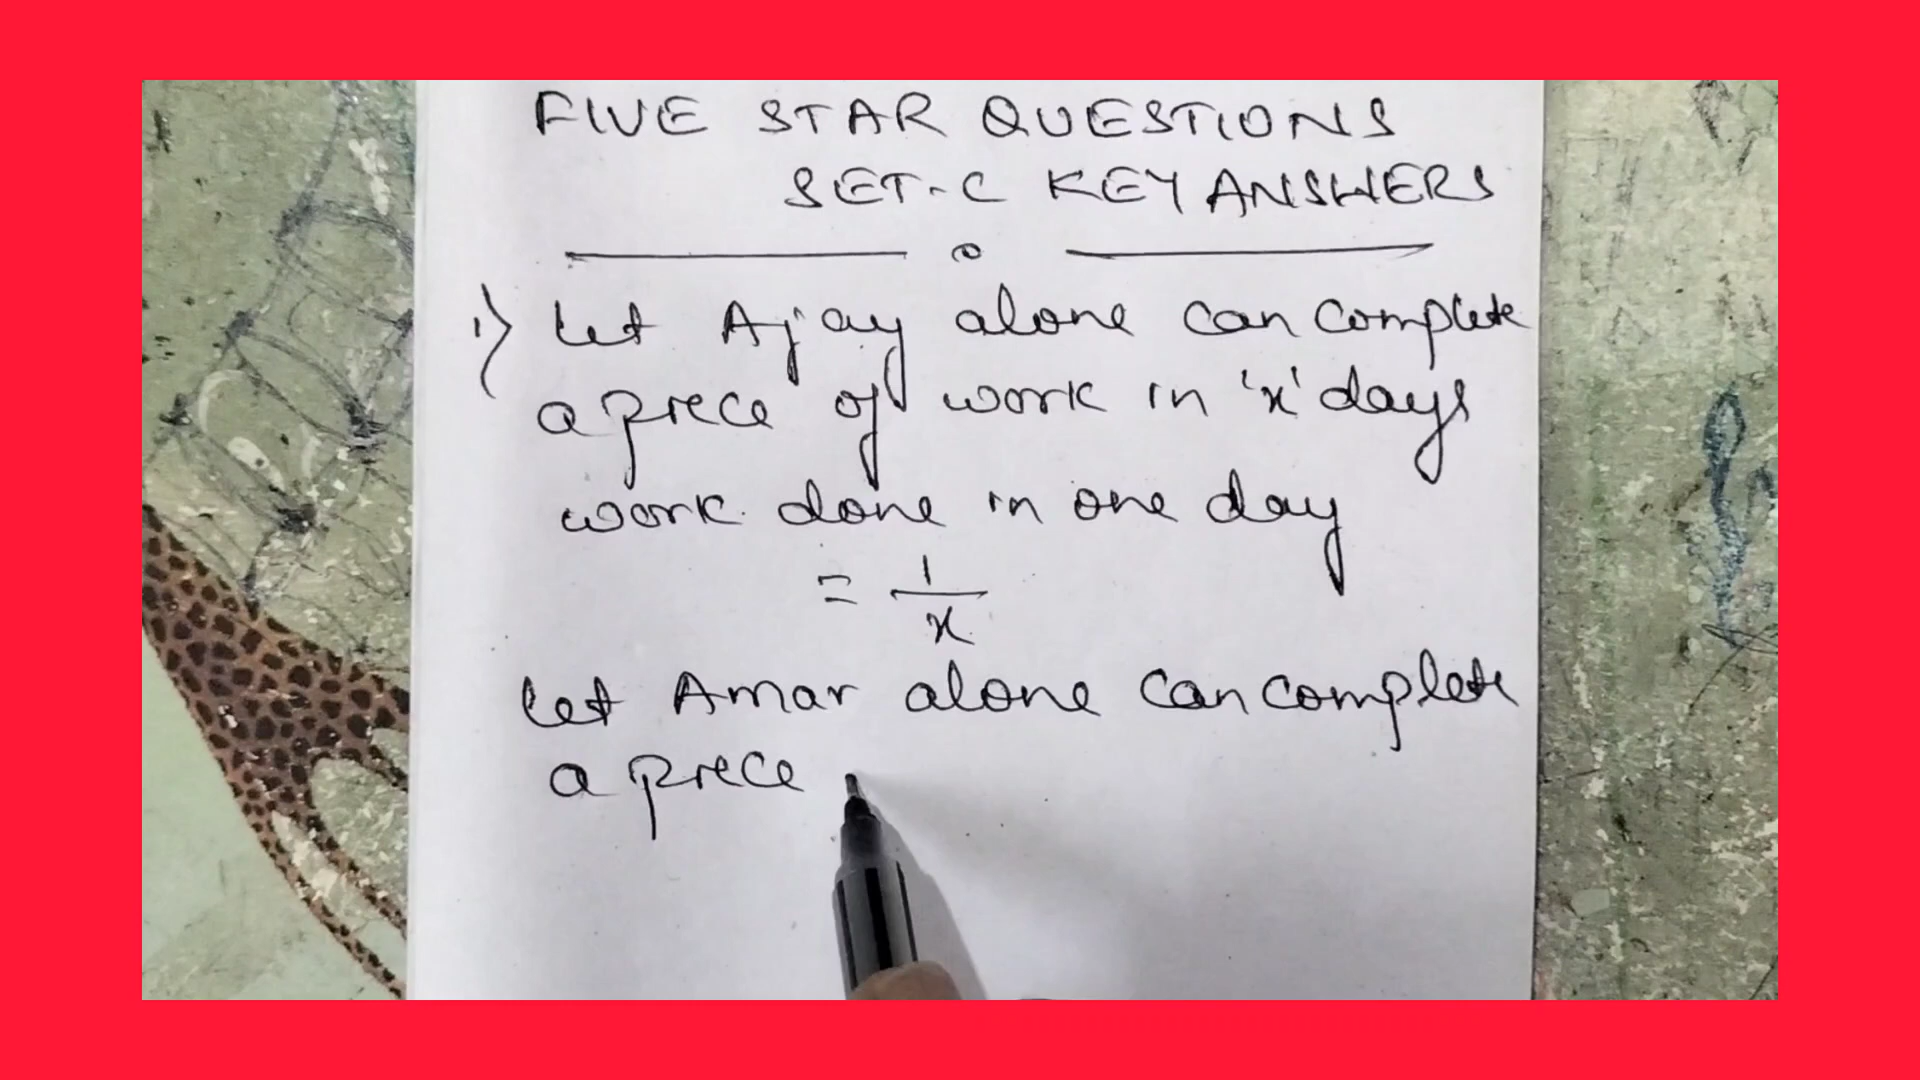 FIVE STAR QUESTIONS
SET-C KEY ANSWERS
1) Let Ajay alone can complete
a piece of work in 'x' days
work done in one day
= 1/x
Let Amar alone can complete
a piece